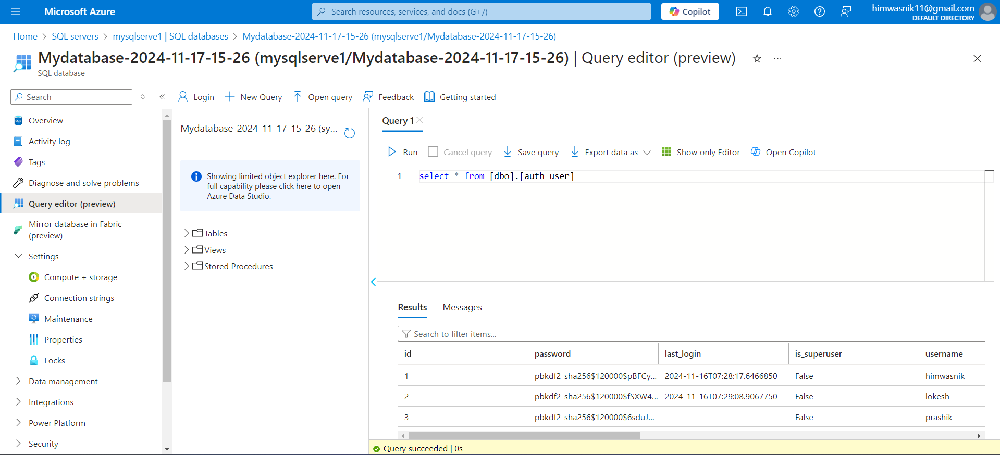 Microsoft Azure
Search resources, services, and docs (G+/)
Copilot
himwasnik11@gmail.com
DEFAULT DIRECTORY
Home > SQL servers > mysqlserve1 | SQL databases > Mydatabase-2024-11-17-15-26 (mysqlserve1/Mydatabase-2024-11-17-15-26)
Mydatabase-2024-11-17-15-26 (mysqlserve1/Mydatabase-2024-11-17-15-26) | Query editor (preview)
SQL database
Search
Login
New Query
Open query
Feedback
Getting started
Overview
Activity log
Tags
Diagnose and solve problems
Query editor (preview)
Mirror database in Fabric
(preview)
Settings
Compute + storage
Connection strings
Maintenance
Properties
Locks
Data management
Integrations
Power Platform
Security
Mydatabase-2024-11-17-15-26 (sy...
Showing limited object explorer here. For
full capability please click here to open
Azure Data Studio.
Tables
Views
Stored Procedures
Query 1
Run
Cancel query
Save query
Export data as
Show only Editor
Open Copilot
1 select * from [dbo].[auth_user]
Results
Messages
Search to filter items...
id password last_login is_superuser username
1 pbkdf2_sha256$120000$pBFCy... 2024-11-16T07:28:17.6466850 False himwasnik
2 pbkdf2_sha256$120000$fSXW4... 2024-11-16T07:29:08.9067750 False lokesh
3 pbkdf2_sha256$120000$6sduJ... False prashik
Query succeeded | 0s